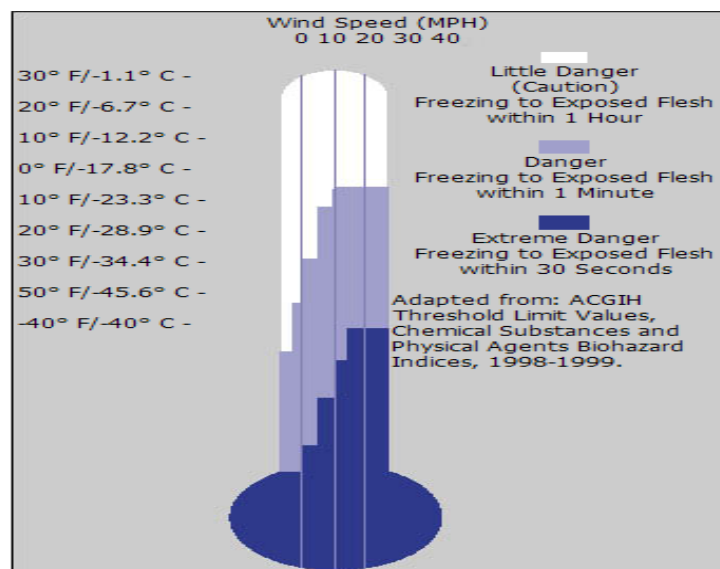 Wind Speed (MPH)
0 10 20 30 40
30° F/-1.1° C -
20° F/-6.7° C -
10° F/-12.2° C -
0° F/-17.8° C -
10° F/-23.3° C -
20° F/-28.9° C -
30° F/-34.4° C -
50° F/-45.6° C -
-40° F/-40° C -
Little Danger
(Caution)
Freezing to Exposed Flesh
within 1 Hour
Danger
Freezing to Exposed Flesh
within 1 Minute
Extreme Danger
Freezing to Exposed Flesh
within 30 Seconds
Adapted from: ACGIH
Threshold Limit Values,
Chemical Substances and
Physical Agents Biohazard
Indices, 1998-1999.